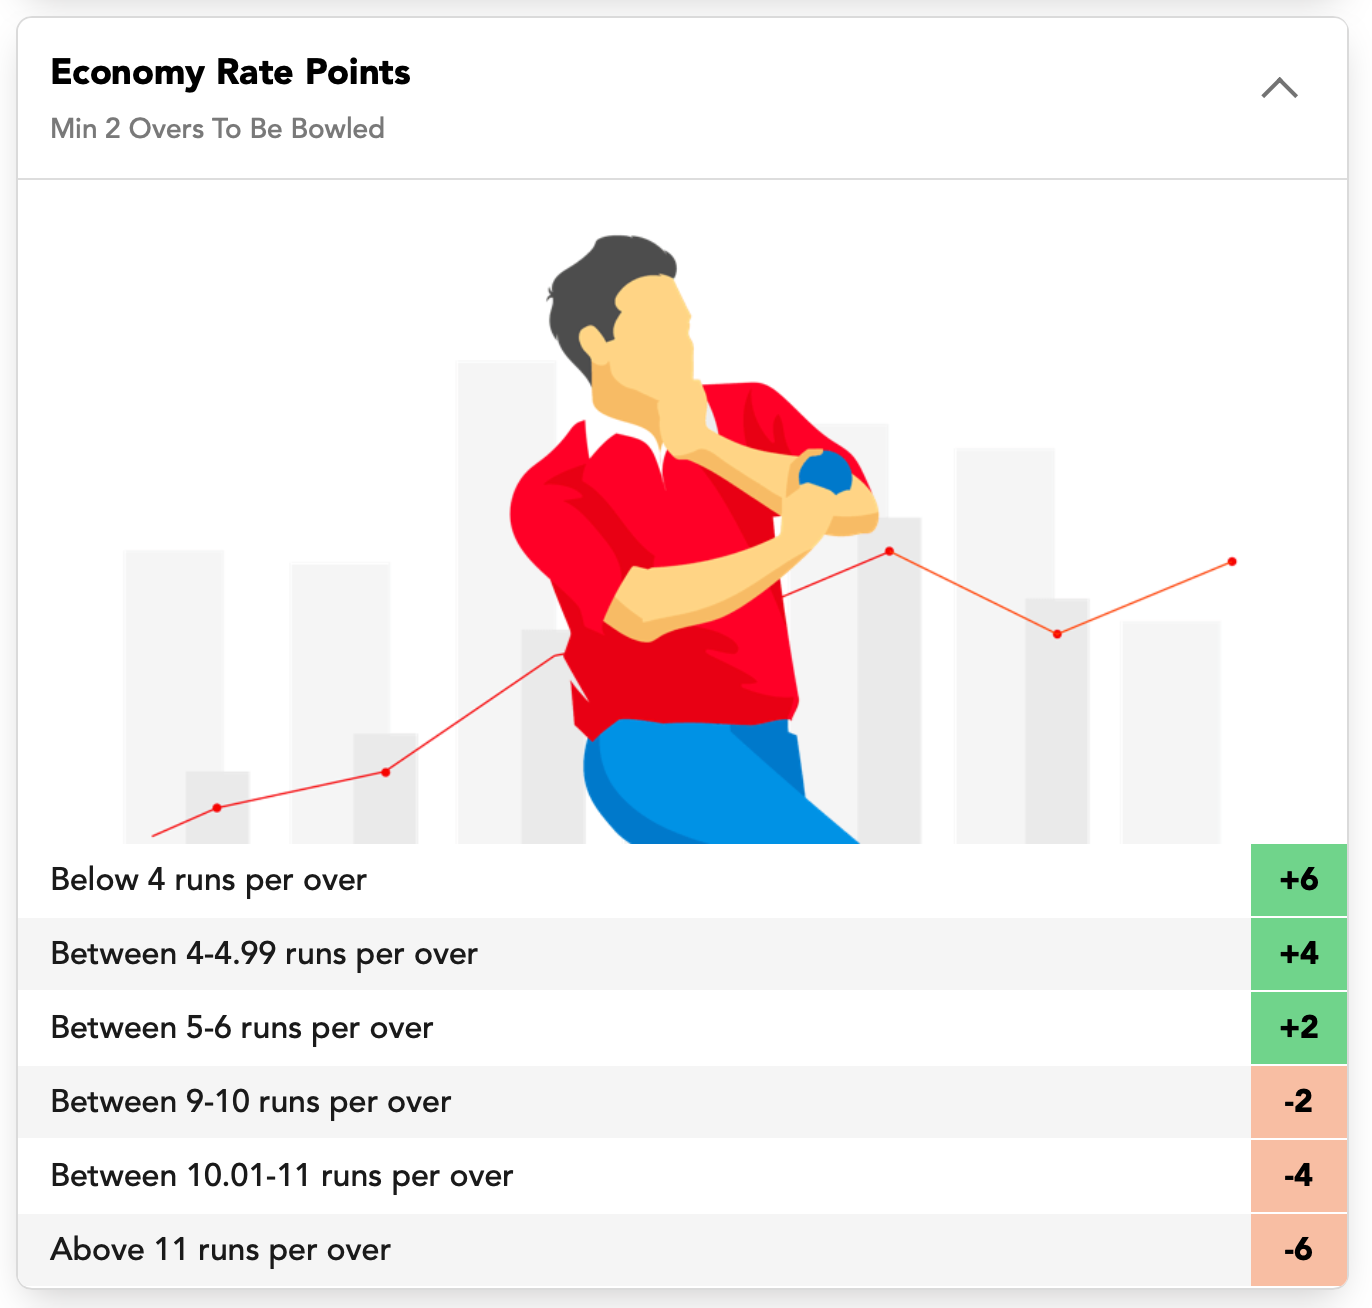 Economy Rate Points
Min 2 Overs To Be Bowled
Below 4 runs per over +6
Between 4-4.99 runs per over +4
Between 5-6 runs per over +2
Between 9-10 runs per over -2
Between 10.01-11 runs per over -4
Above 11 runs per over -6